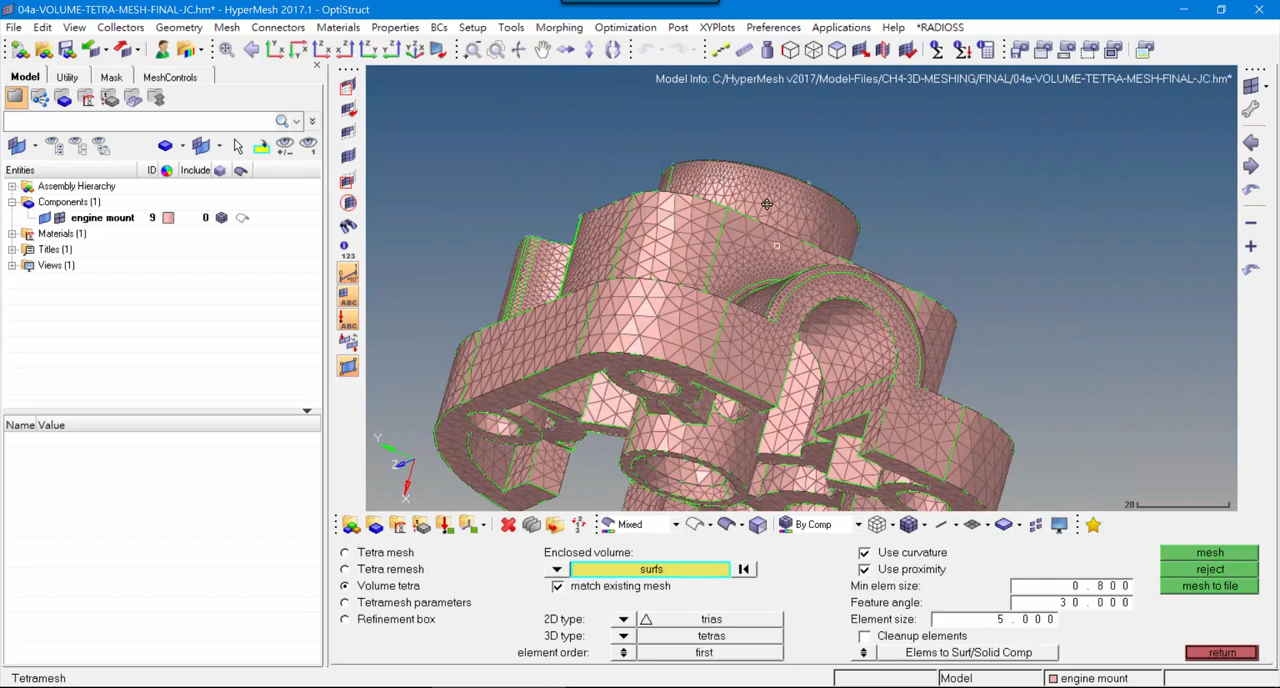 04a-VOLUME-TETRA-MESH-FINAL-JC.hm* - HyperMesh 2017.1 - OptiStruct
File Edit View Collectors Geometry Mesh Connectors Materials Properties BCs Setup Tools Morphing Optimization Post XYPlots Preferences Applications Help *RADIOSS
Model Utility Mask MeshControls
Model Info: C:/HyperMesh v2017/Model-Files/CH4-3D-MESHING/FINAL/04a-VOLUME-TETRA-MESH-FINAL-JC.hm*
Entities ID Include
Assembly Hierarchy
Components (1)
engine mount 9 0
Materials (1)
Titles (1)
Views (1)
123
ABC
ABC
Name Value
Y
Z
X
20
Mixed By Comp
Tetra mesh
Tetra remesh
Volume tetra
Tetramesh parameters
Refinement box
Enclosed volume:
surfs
match existing mesh
2D type: trias
3D type: tetras
element order: first
Use curvature
Use proximity
Min elem size: 0.800
Feature angle: 30.000
Element size: 5.000
Cleanup elements
Elems to Surf/Solid Comp
mesh
reject
mesh to file
return
Tetramesh Model engine mount